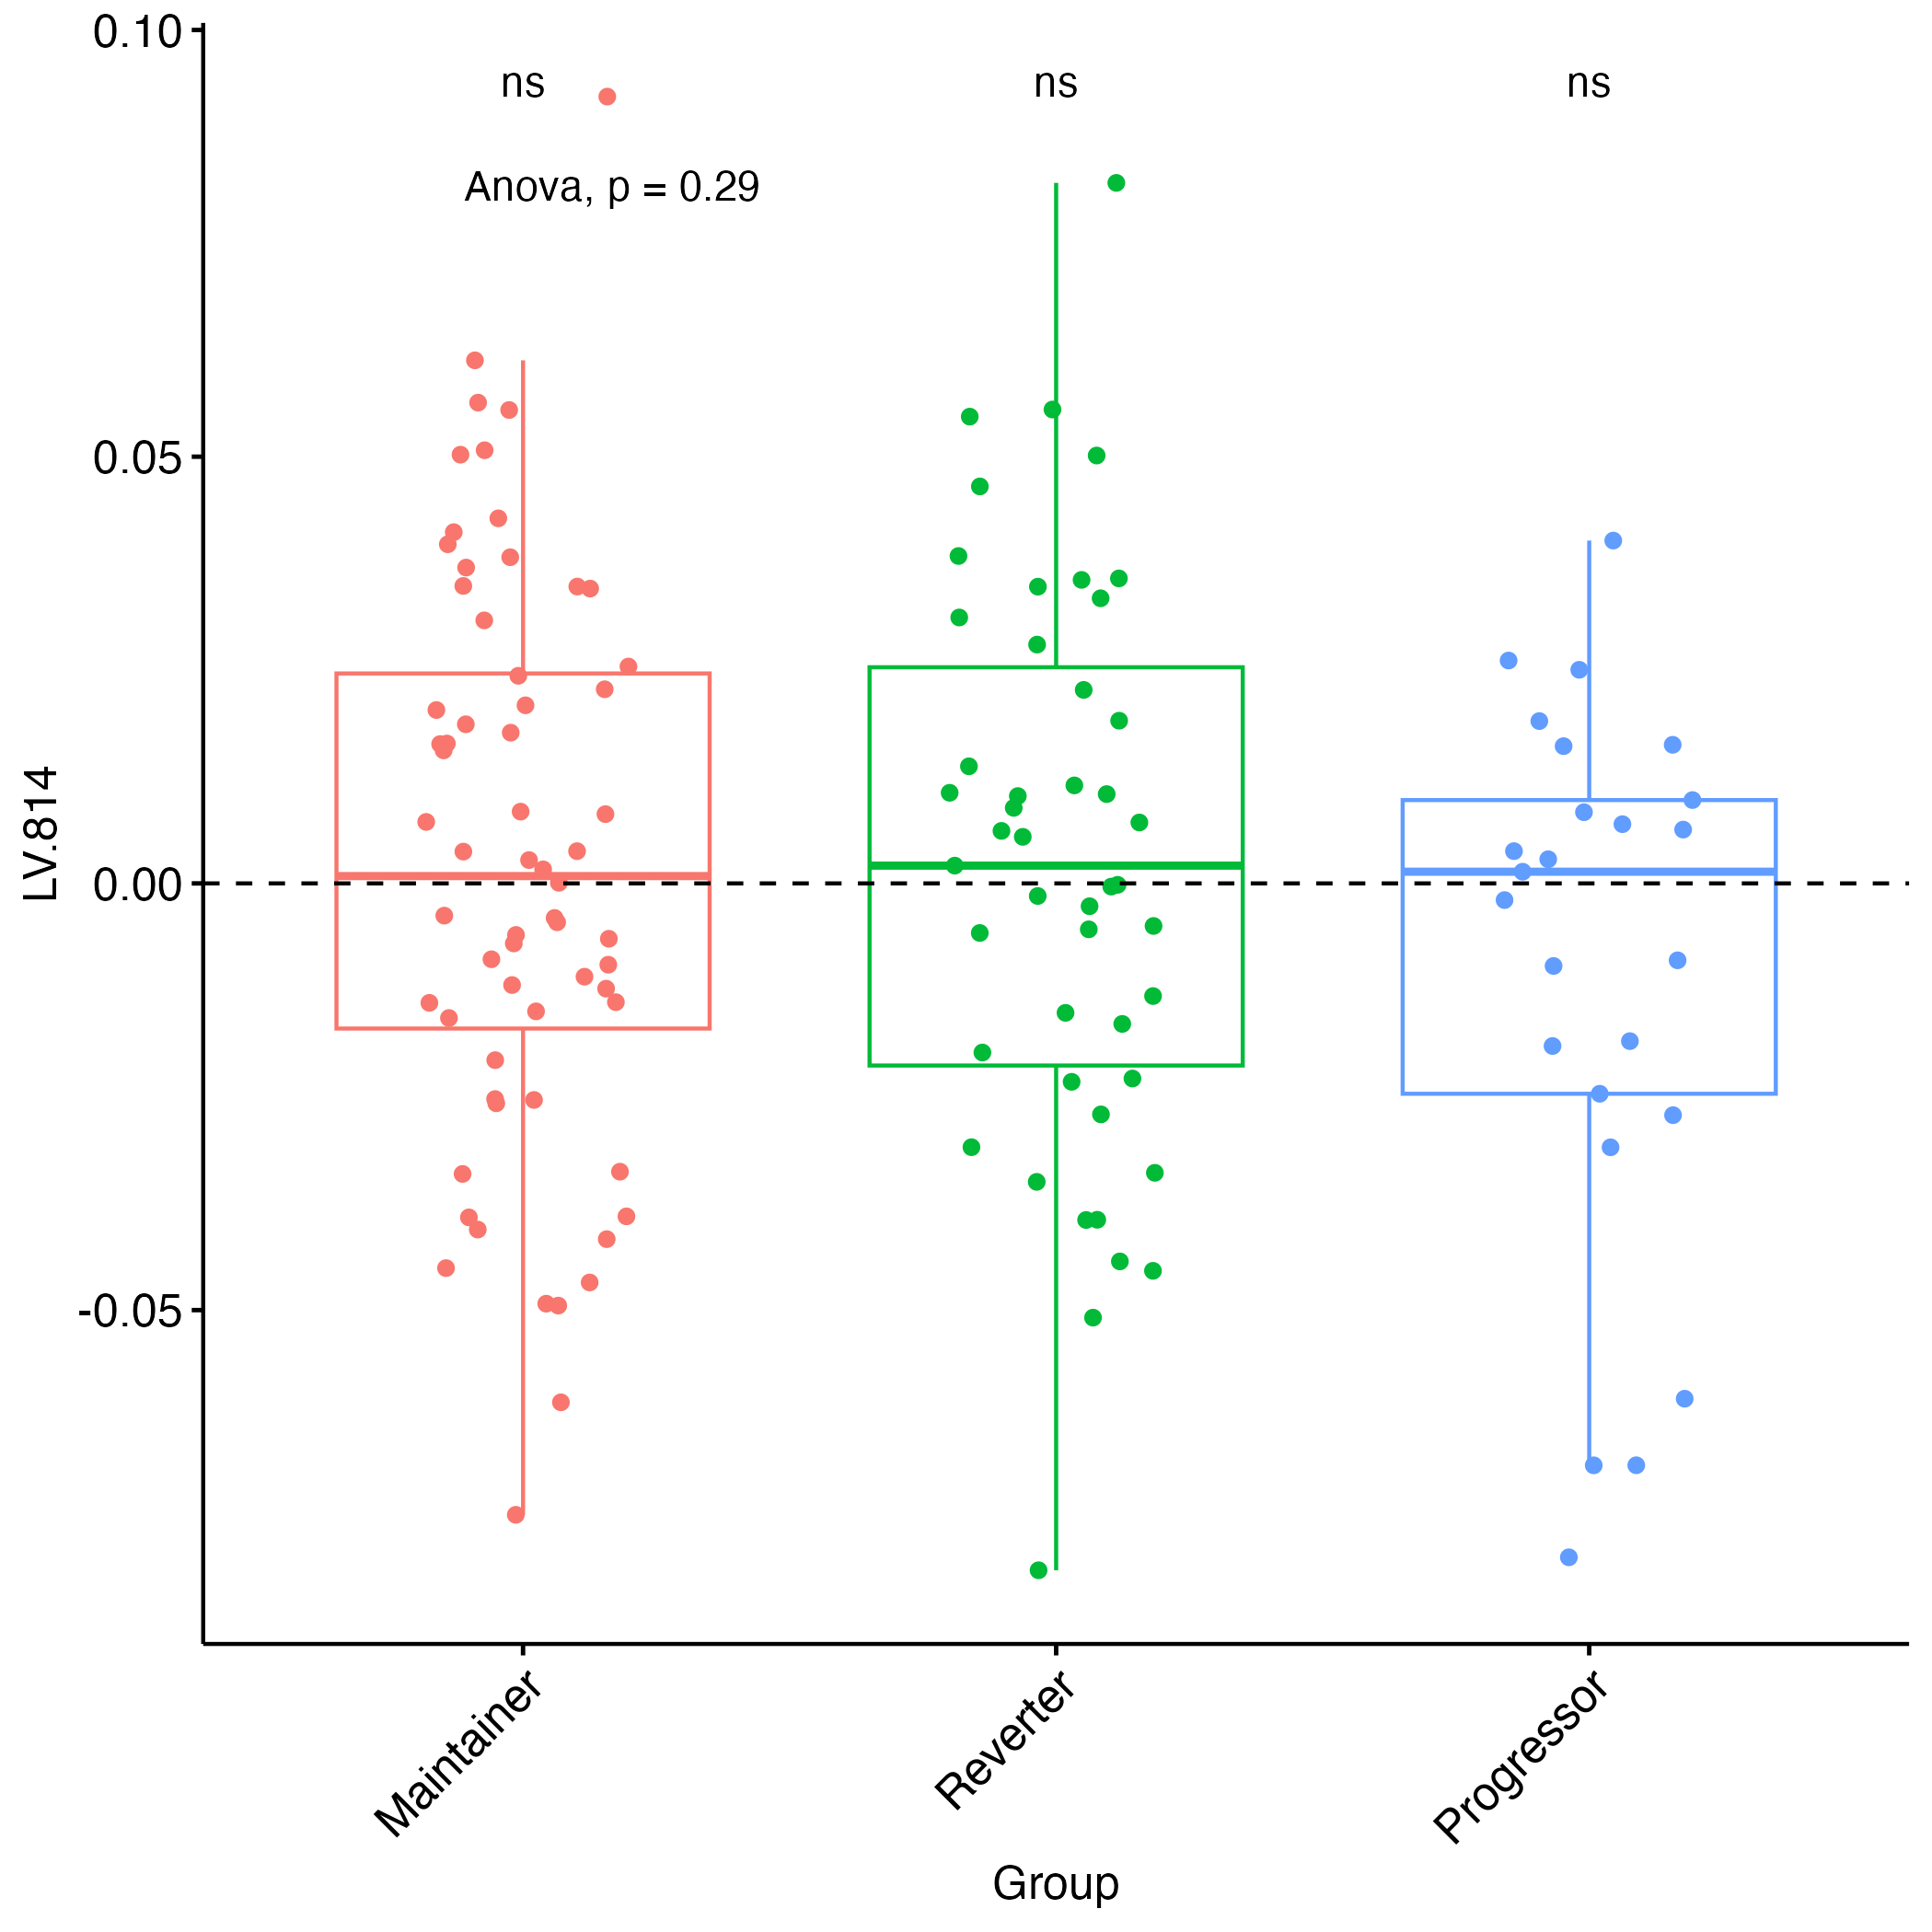 0.10
ns ns ns
Anova, p = 0.29
0.05
LV.814
0.00
-0.05
Maintainer
Reverter
Progressor
Group